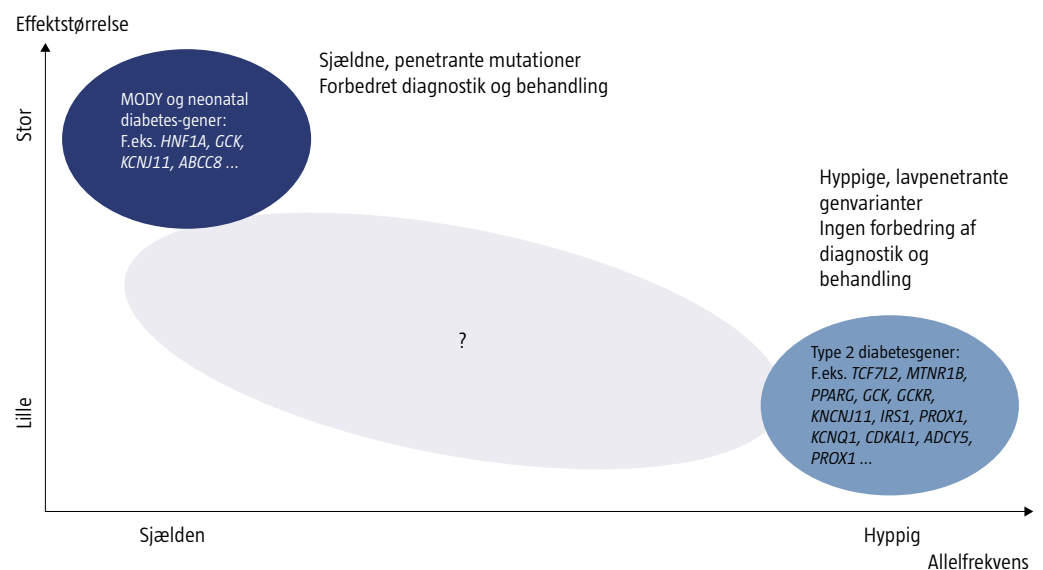 Effektstørrelse
Stor
Lille
MODY og neonatal
diabetes-gener:
F.eks. HNF1A, GCK,
KCNJ11, ABCC8 ...
Sjældne, penetrante mutationer
Forbedret diagnostik og behandling
?
Hyppige, lavpenetrante
genvarianter
Ingen forbedring af
diagnostik og
behandling
Type 2 diabetesgener:
F.eks. TCF7L2, MTNR1B,
PPARG, GCK, GCKR,
KNCNJ11, IRS1, PROX1,
KCNQ1, CDKAL1, ADCY5,
PROX1 ...
Sjælden
Hyppig
Allelfrekvens